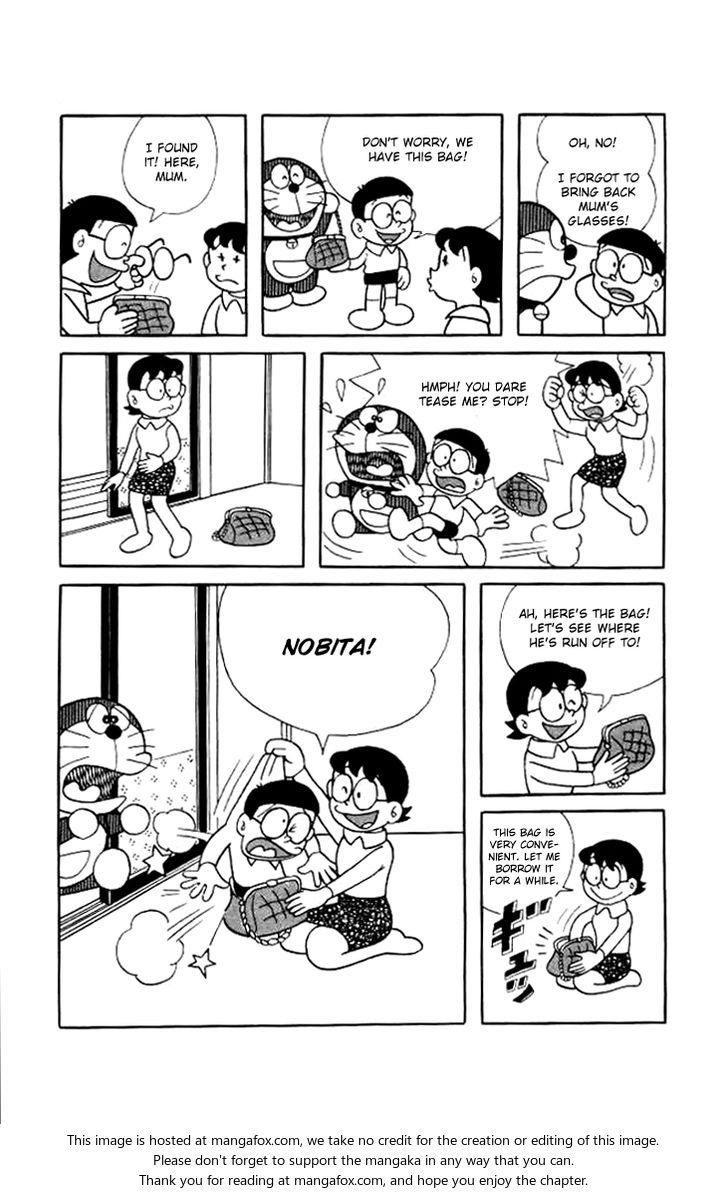 OH, NO!
I FORGOT TO
BRING BACK
MUM'S
GLASSES!
DON'T WORRY, WE
HAVE THIS BAG!
I FOUND
IT! HERE,
MUM.
HMPH! YOU DARE
TEASE ME? STOP!
AH, HERE'S THE BAG!
LET'S SEE WHERE
HE'S RUN OFF TO!
THIS BAG IS
VERY CONVE-
NIENT. LET ME
BORROW IT
FOR A WHILE.
ギュッ
NOBITA!
This image is hosted at mangafox.com, we take no credit for the creation or editing of this image.
Please don't forget to support the mangaka in any way that you can.
Thank you for reading at mangafox.com, and hope you enjoy the chapter.